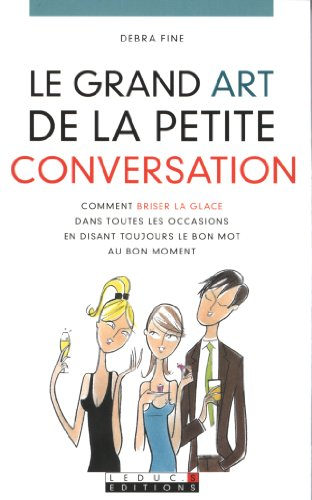 DEBRA FINE
LE GRAND ART
DE LA PETITE
CONVERSATION
COMMENT BRISER LA GLACE
DANS TOUTES LES OCCASIONS
EN DISANT TOUJOURS LE BON MOT
AU BON MOMENT
LEDUC.S
EDITIONS